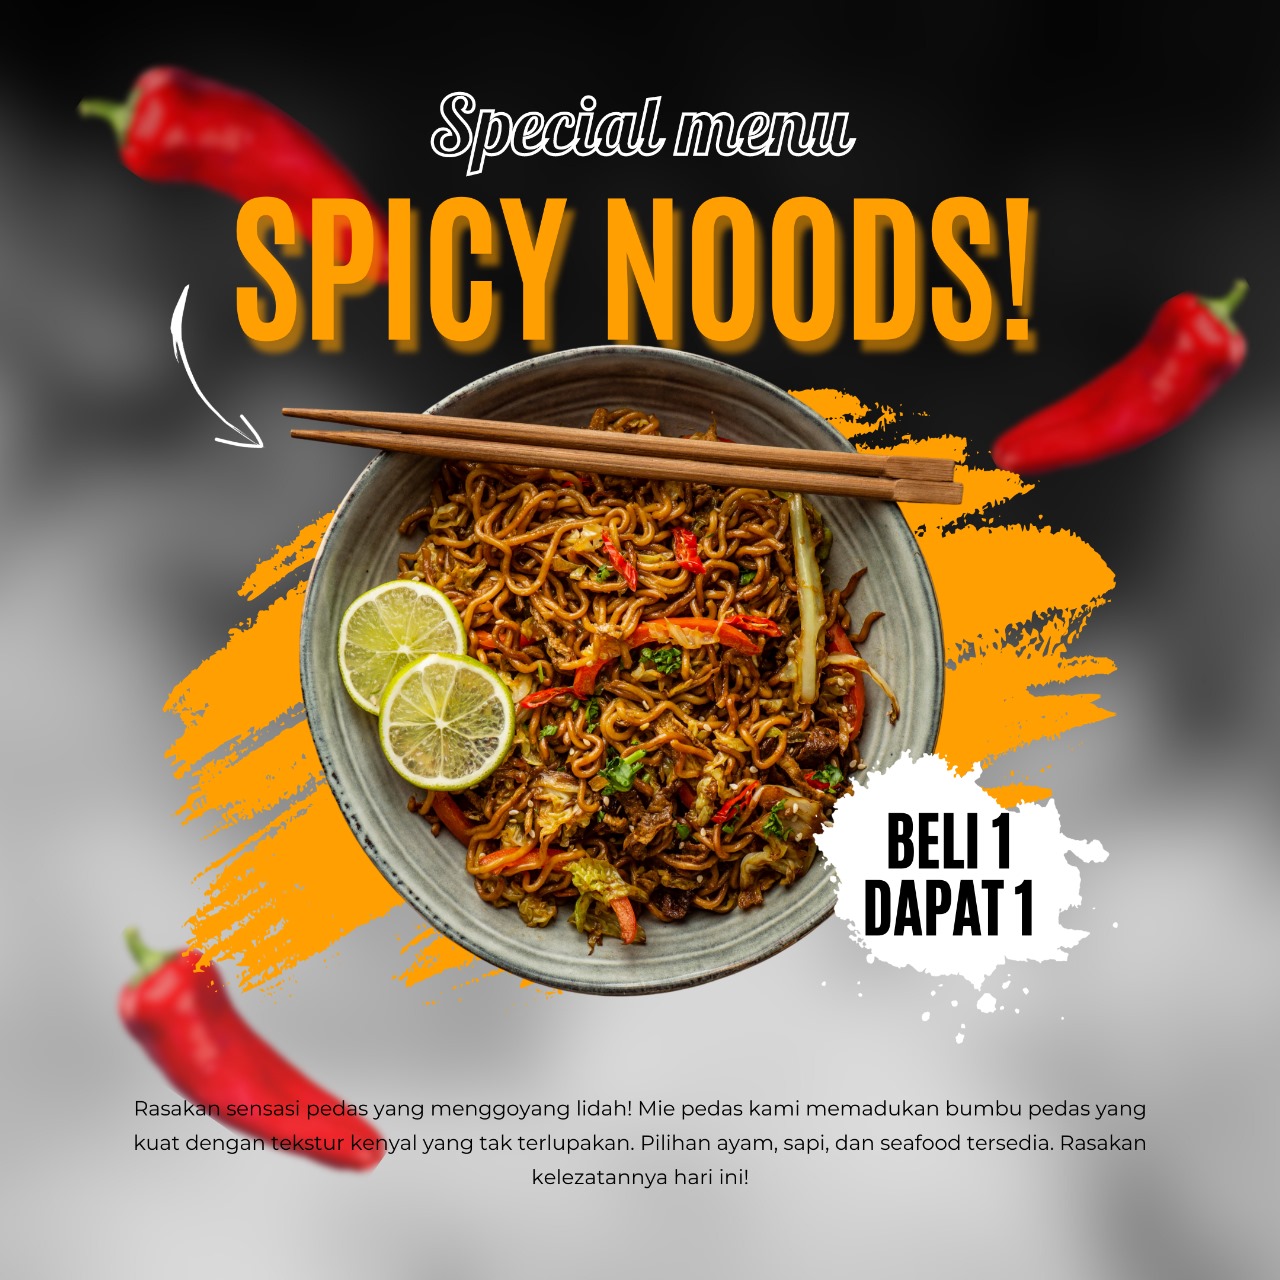 Special menu
SPICY NOODS!
BELI 1
DAPAT 1
Rasakan sensasi pedas yang menggoyang lidah! Mie pedas kami memadukan bumbu pedas yang
kuat dengan tekstur kenyal yang tak terlupakan. Pilihan ayam, sapi, dan seafood tersedia. Rasakan
kelezatannya hari ini!